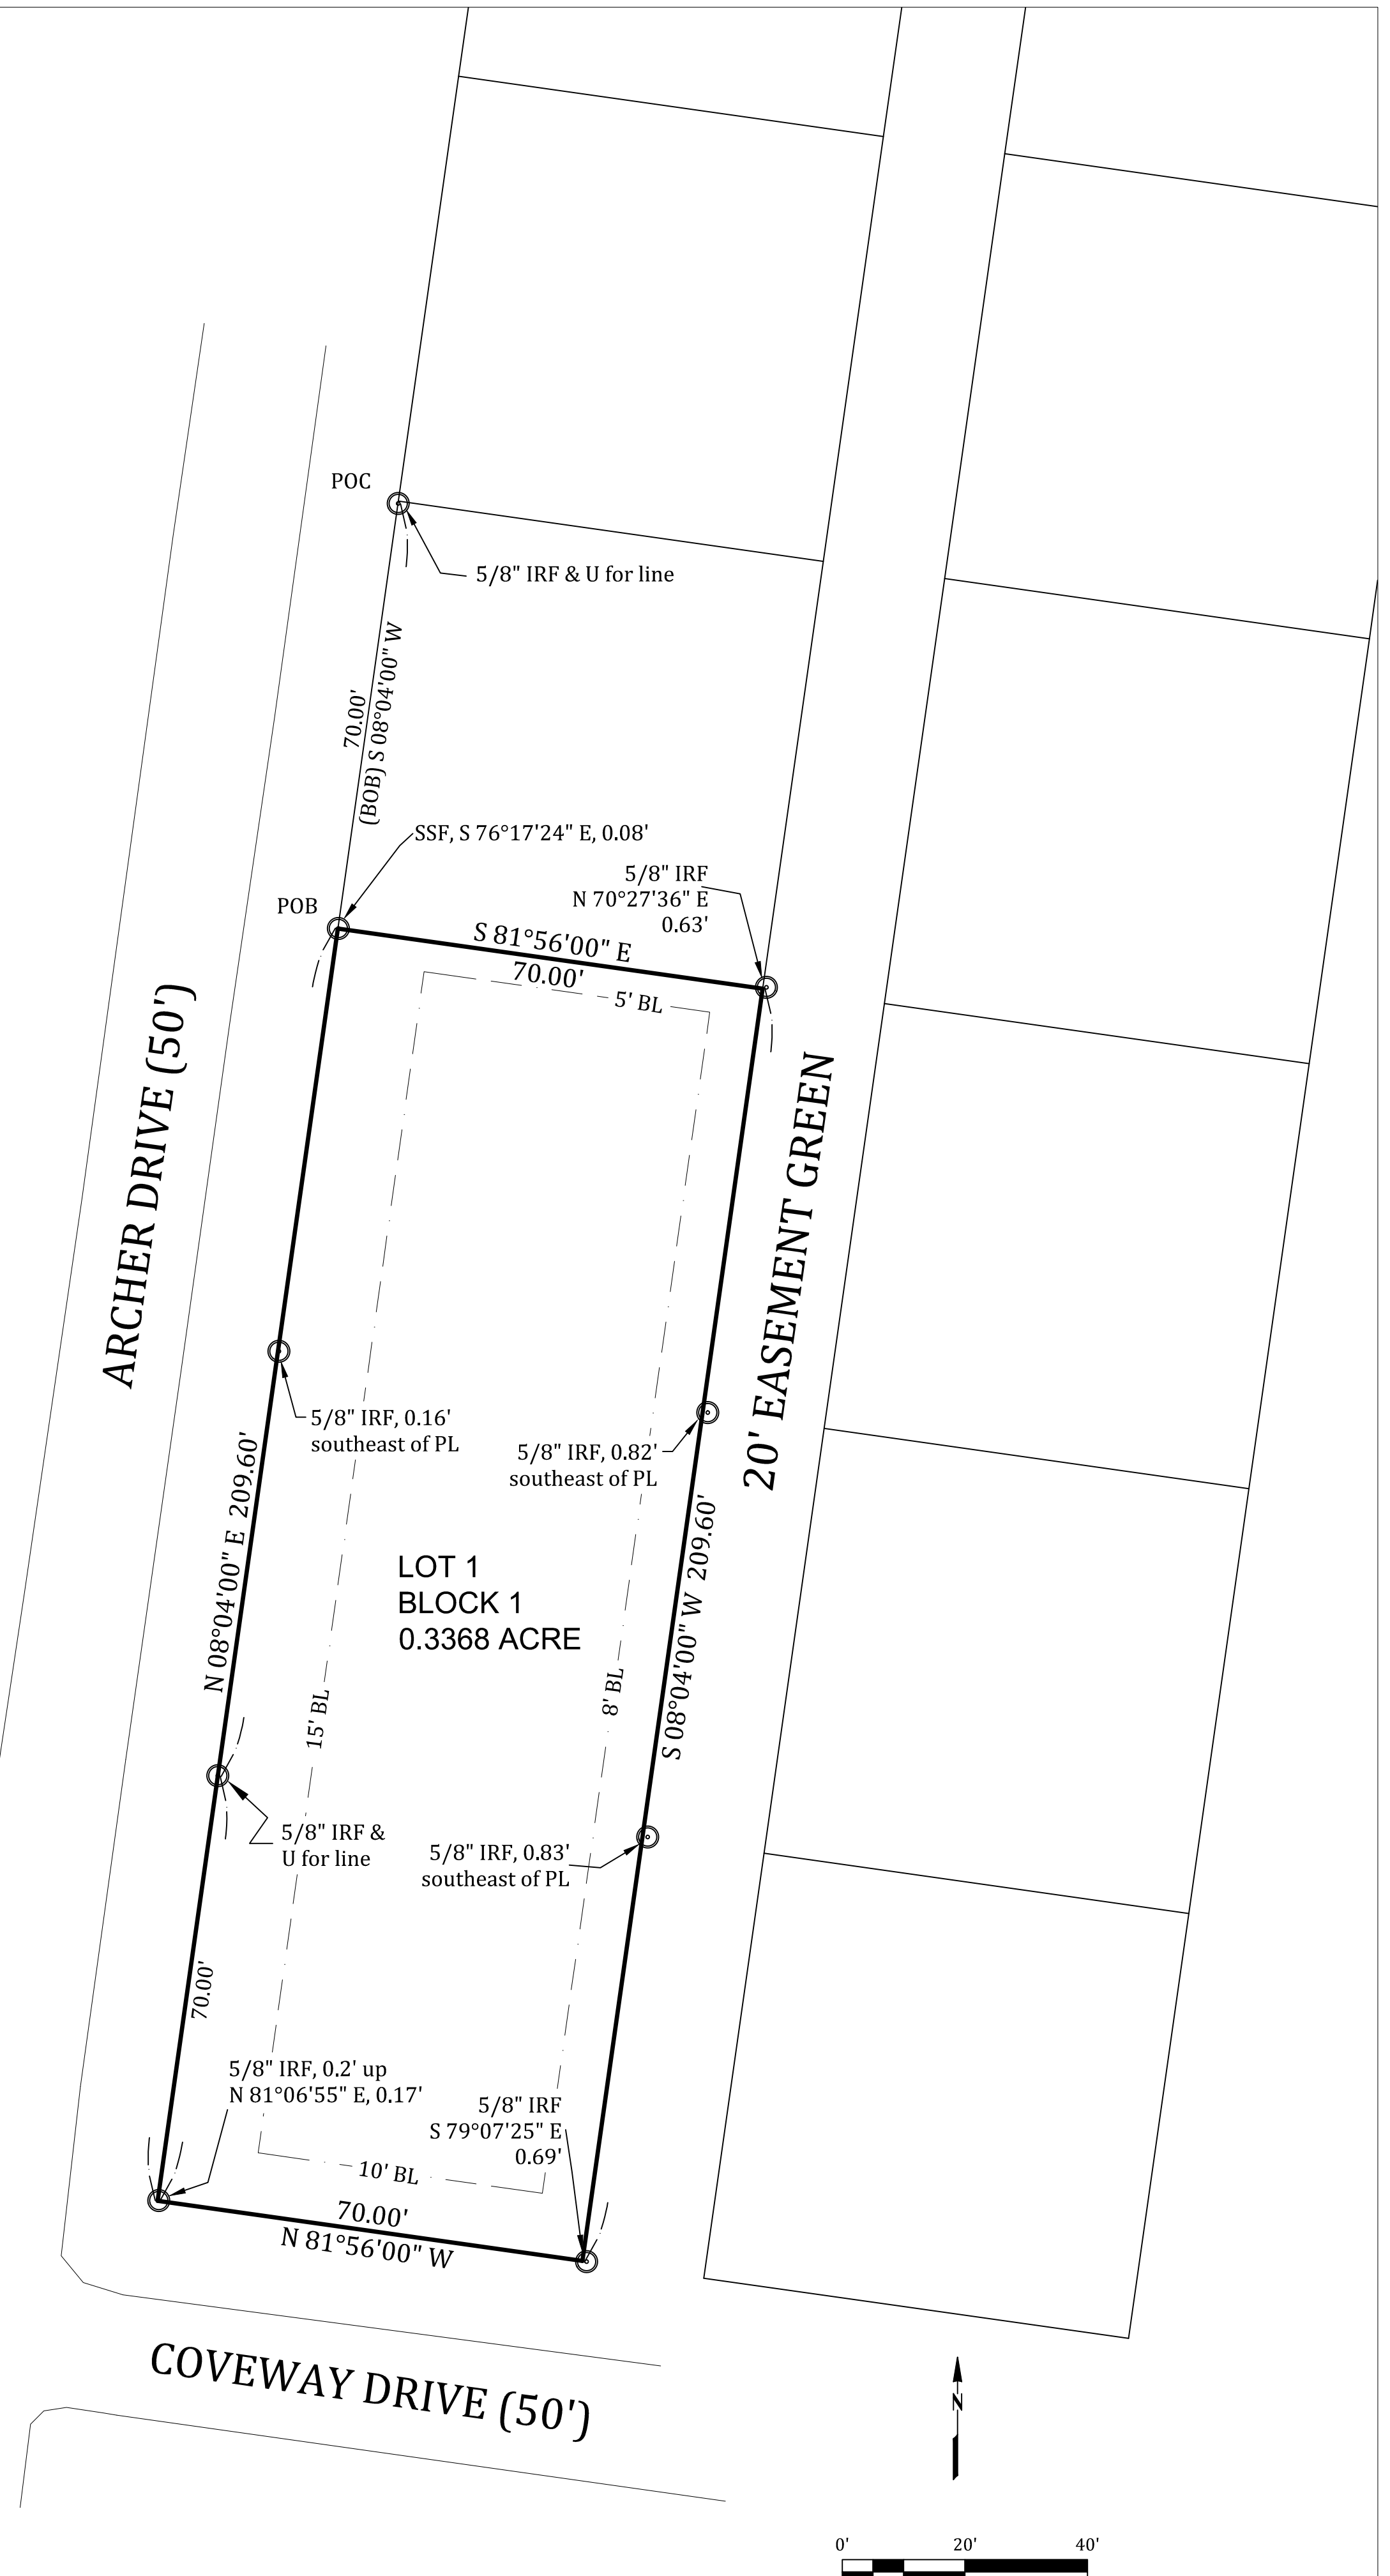 POC
5/8" IRF & U for line
70.00'
(BOB) S 08°04'00" W
SSF, S 76°17'24" E, 0.08'
5/8" IRF
N 70°27'36" E
0.63'
POB
S 81°56'00" E
70.00'
5' BL
ARCHER DRIVE (50')
20' EASEMENT GREEN
5/8" IRF, 0.16'
southeast of PL
5/8" IRF, 0.82'
southeast of PL
N 08°04'00" E 209.60'
S 08°04'00" W 209.60'
LOT 1
BLOCK 1
0.3368 ACRE
15' BL
8' BL
5/8" IRF &
U for line
5/8" IRF, 0.83'
southeast of PL
70.00'
5/8" IRF, 0.2' up
N 81°06'55" E, 0.17'
5/8" IRF
S 79°07'25" E
0.69'
10' BL
70.00'
N 81°56'00" W
COVEWAY DRIVE (50')
N
0' 20' 40'